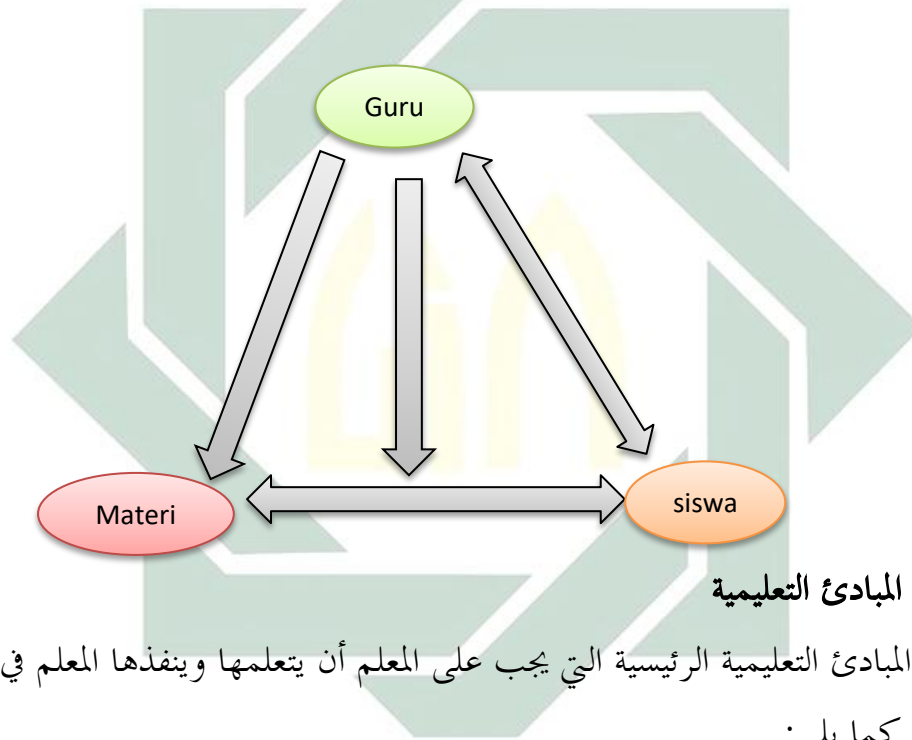 Guru
Materi
siswa
المبادئ التعليمية
المبادئ التعليمية الرئيسية التي يجب على المعلم أن يتعلمها وينفذها المعلم في
كما يلي :